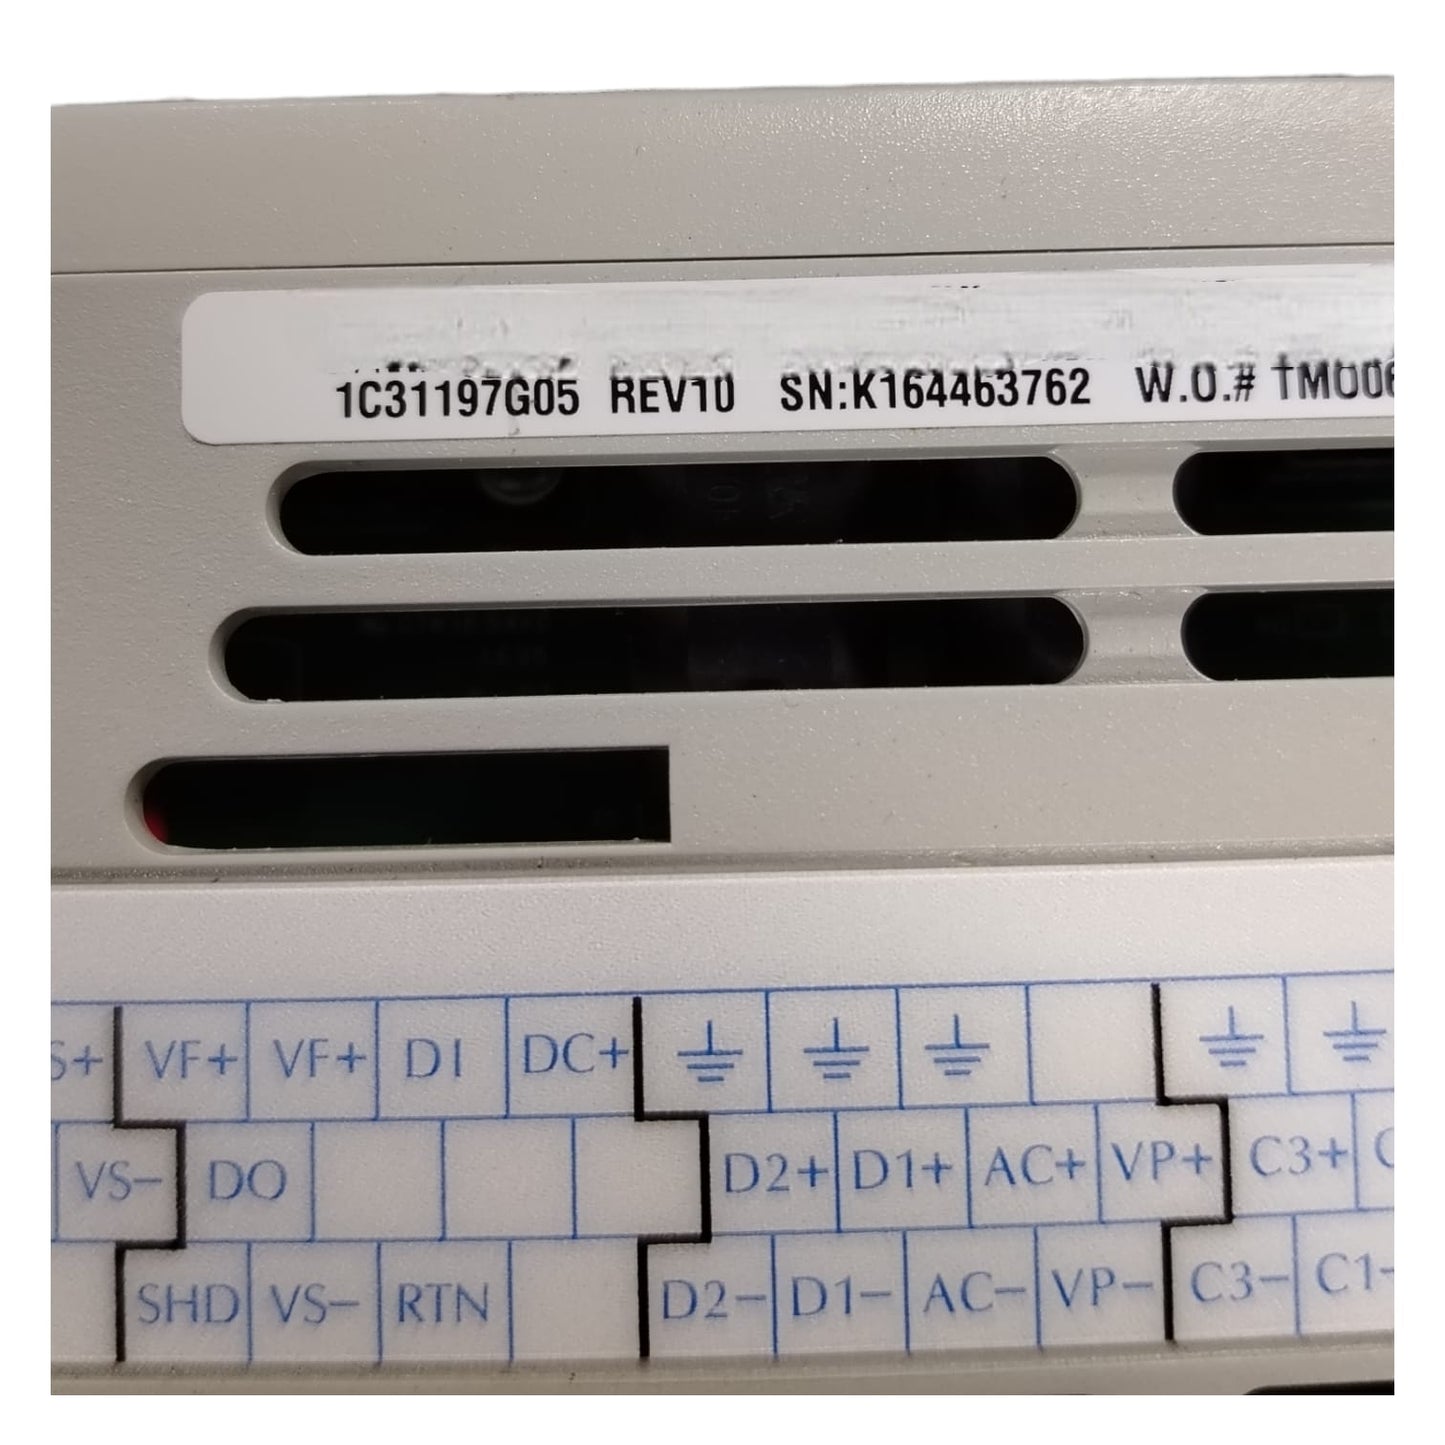 1C31197G05 REV10 SN:K164463762 W.O.# TM006
S+ VF+ VF+ DI DC+
VS- DO D2+ D1+ AC+ VP+ C3+ C
SHD VS- RTN D2- D1- AC- VP- C3- C1-